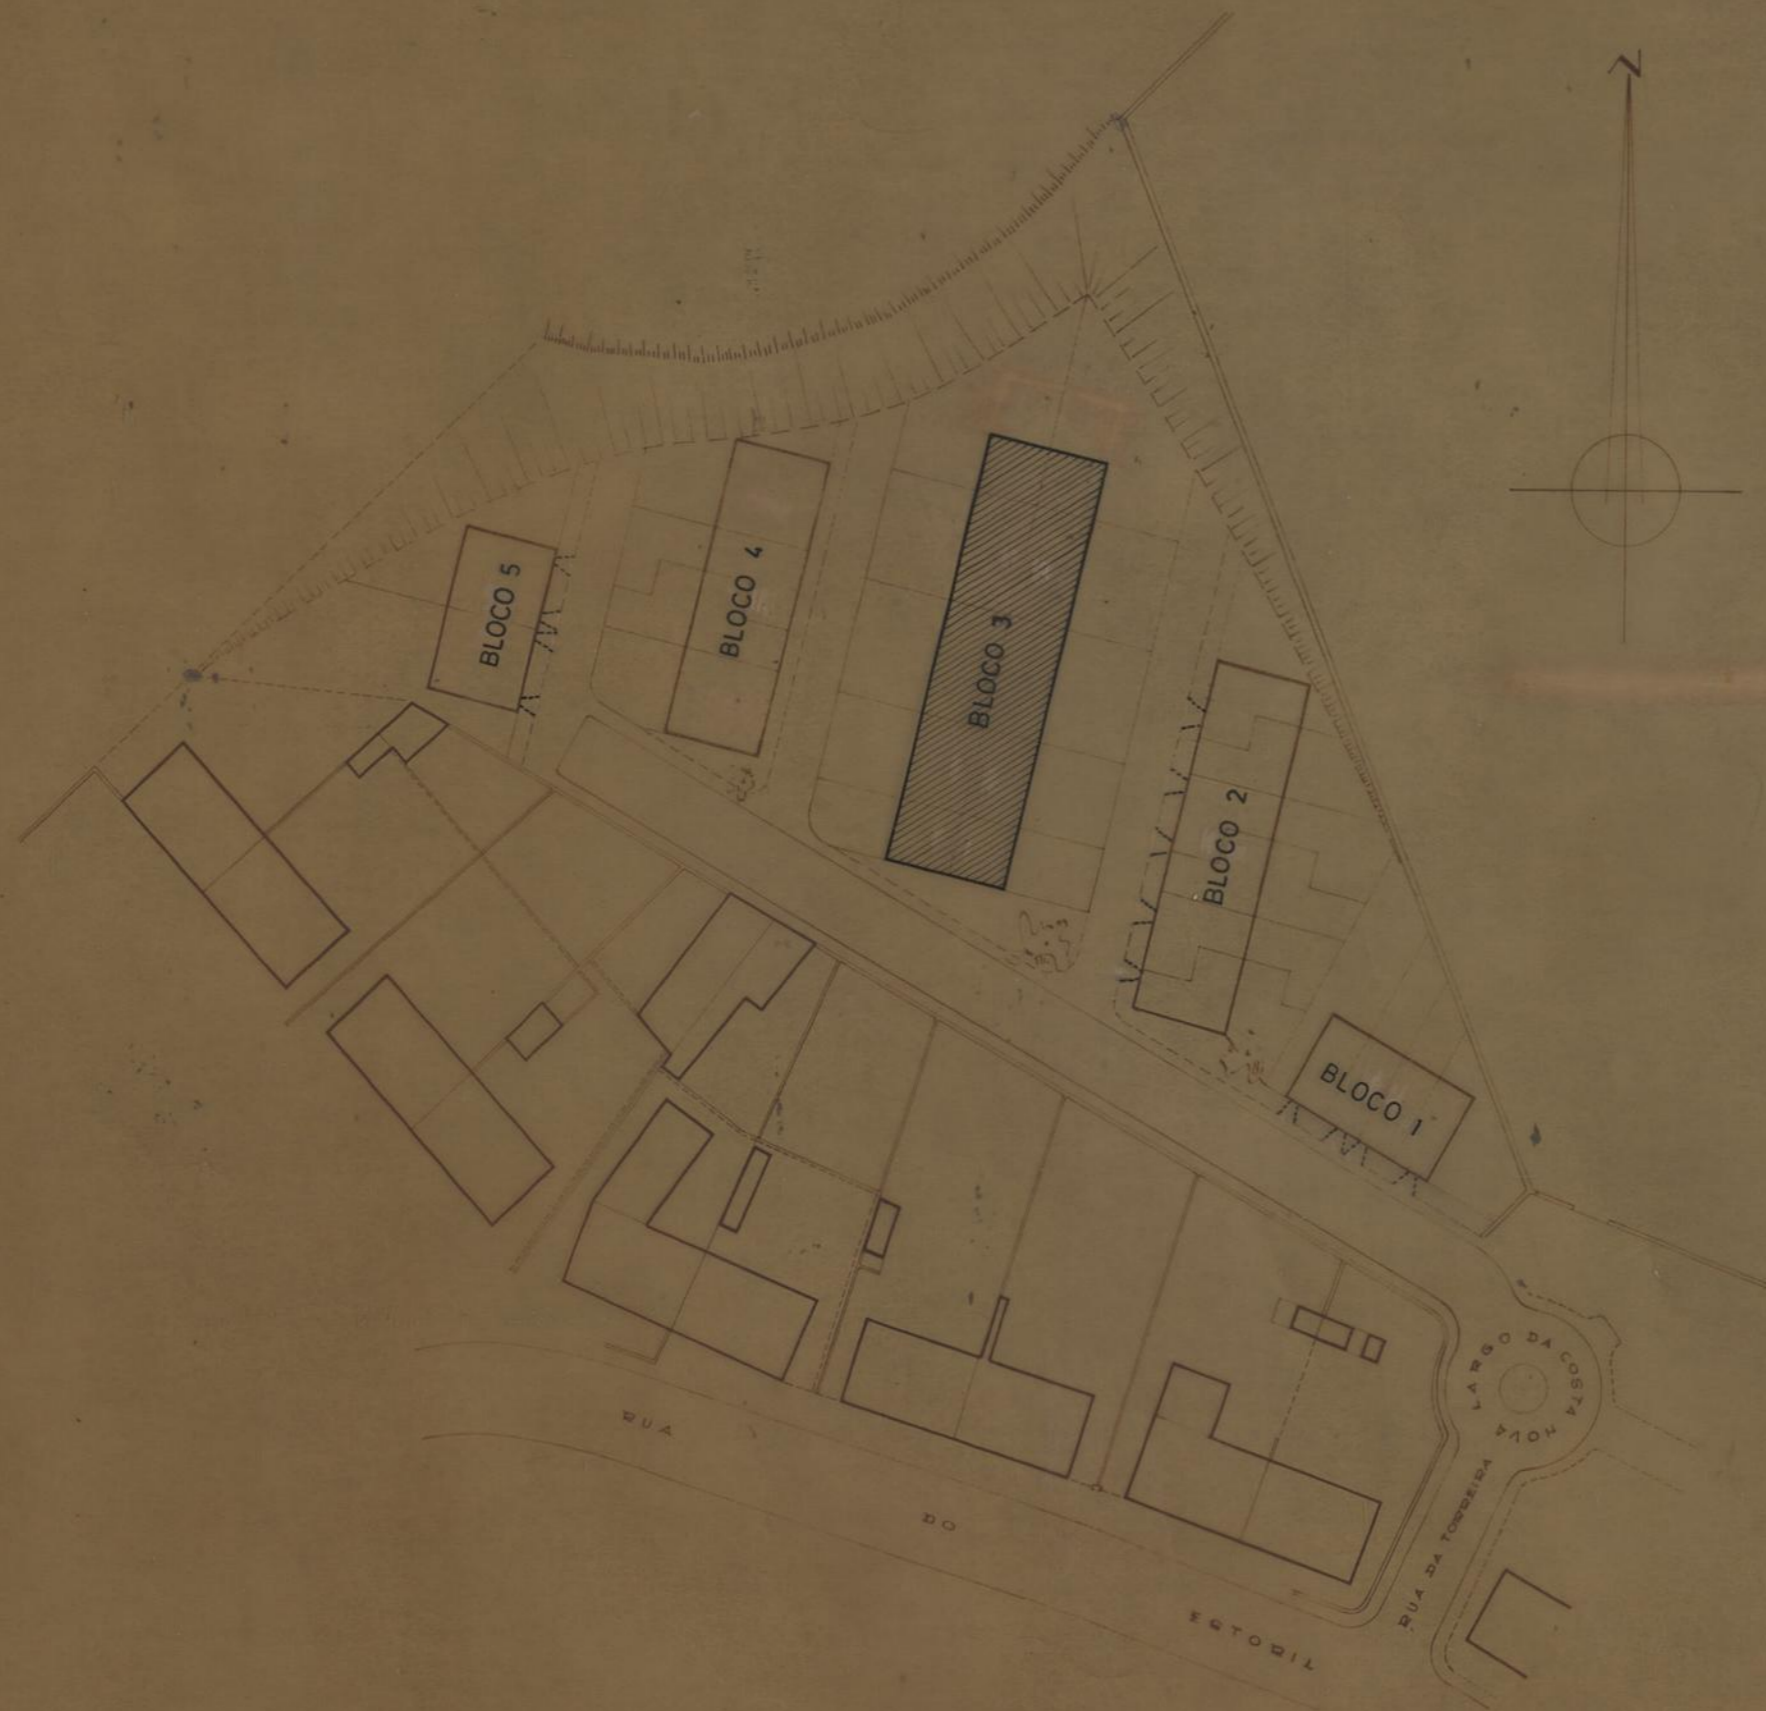 N
BLOCO 5
BLOCO 4
BLOCO 3
BLOCO 2
BLOCO 1
LARGO DA COSTA NOVA
RUA DA TORREIRA
RUA DO ESTORIL